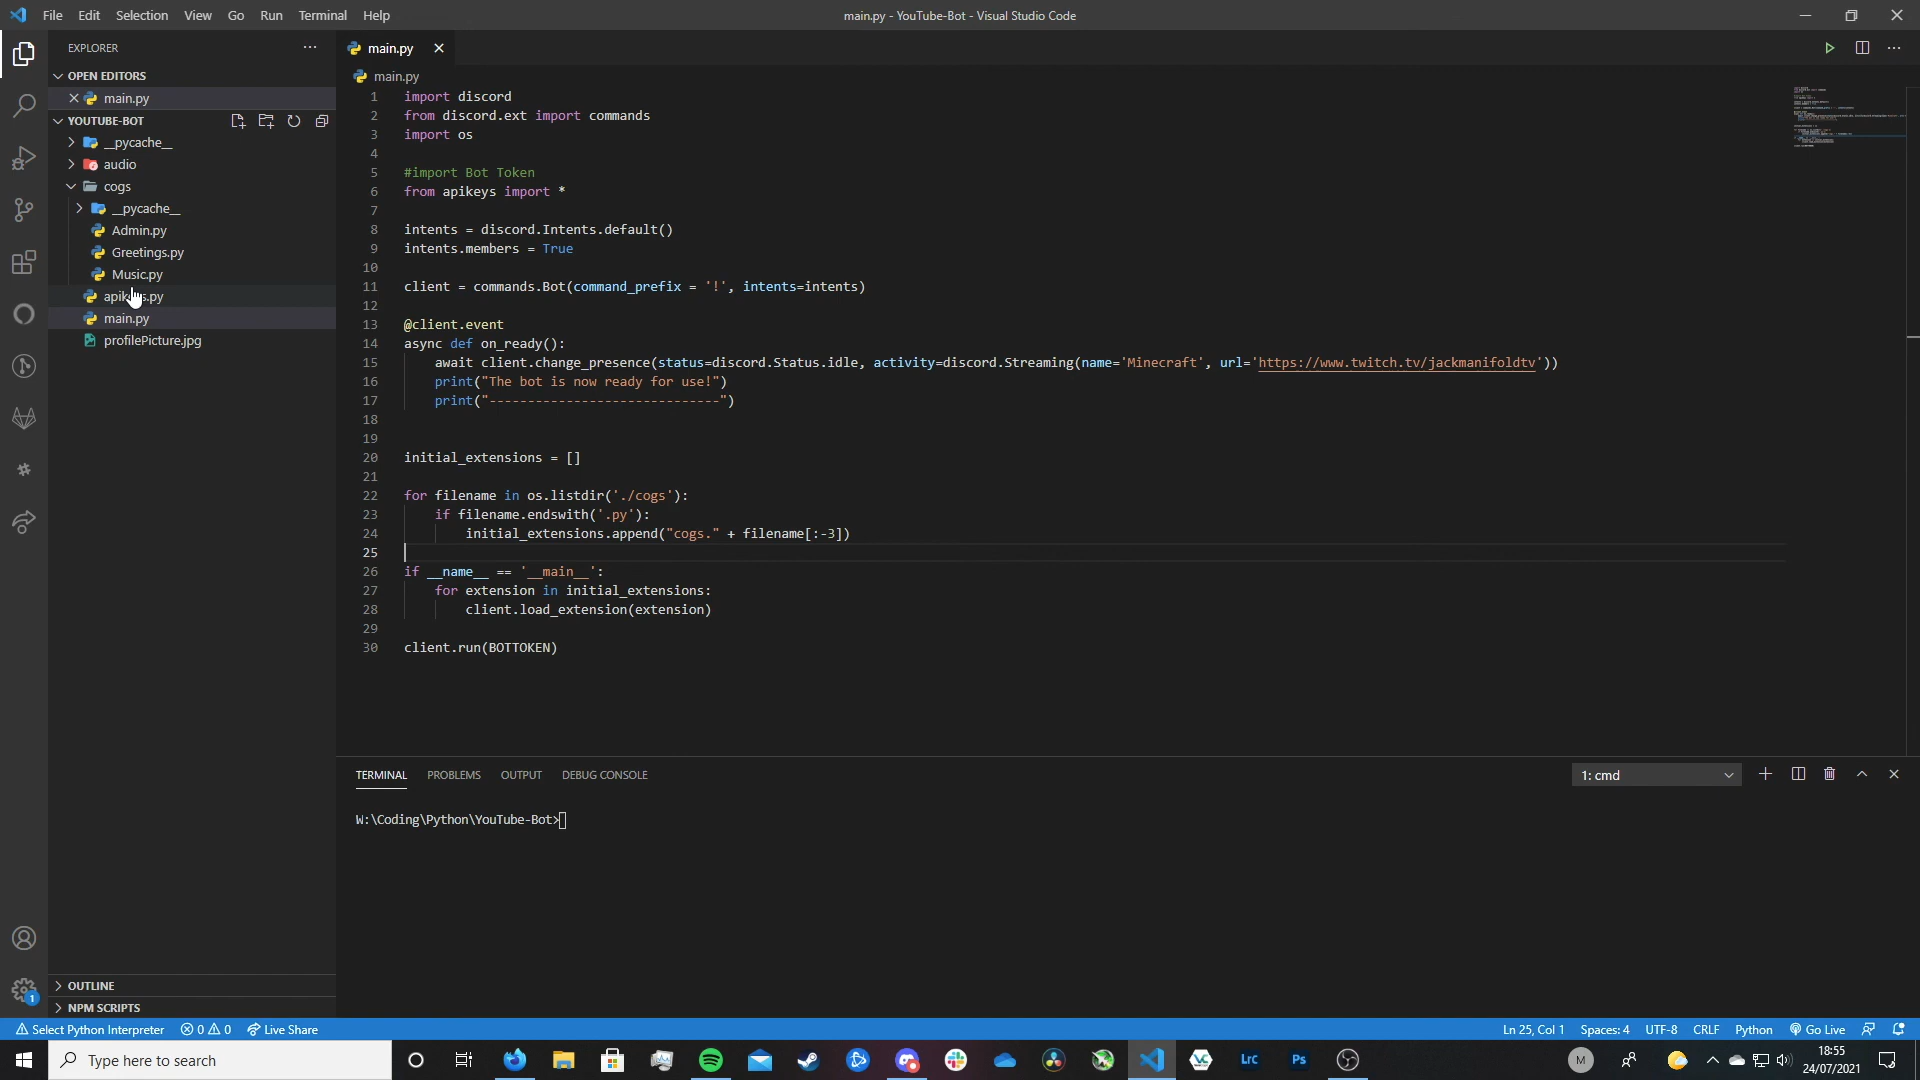 File Edit Selection View Go Run Terminal Help
main.py - YouTube-Bot - Visual Studio Code
EXPLORER
OPEN EDITORS
main.py
YOUTUBE-BOT
__pycache__
audio
cogs
__pycache__
Admin.py
Greetings.py
Music.py
main.py
profilePicture.jpg
OUTLINE
NPM SCRIPTS
main.py
main.py
1 import discord
2 from discord.ext import commands
3 import os
4
5 #import Bot Token
6 from apikeys import *
7
8 intents = discord.Intents.default()
9 intents.members = True
10
11 client = commands.Bot(command_prefix = '!', intents=intents)
12
13 @client.event
14 async def on_ready():
15 await client.change_presence(status=discord.Status.idle, activity=discord.Streaming(name='Minecraft', url='https://www.twitch.tv/jackmanifoldtv'))
16 print("The bot is now ready for use!")
17 print("------------------------------")
18
19
20 initial_extensions = []
21
22 for filename in os.listdir('./cogs'):
23 if filename.endswith('.py'):
24 initial_extensions.append("cogs." + filename[:-3])
25
26 if __name__ == '__main__':
27 for extension in initial_extensions:
28 client.load_extension(extension)
29
30 client.run(BOTTOKEN)
TERMINAL PROBLEMS OUTPUT DEBUG CONSOLE
1: cmd
W:\Coding\Python\YouTube-Bot>
1
Select Python Interpreter 0 0 Live Share
Ln 25, Col 1 Spaces: 4 UTF-8 CRLF Python Go Live
Type here to search
VC
Lrc
Ps
M
18:55
24/07/2021